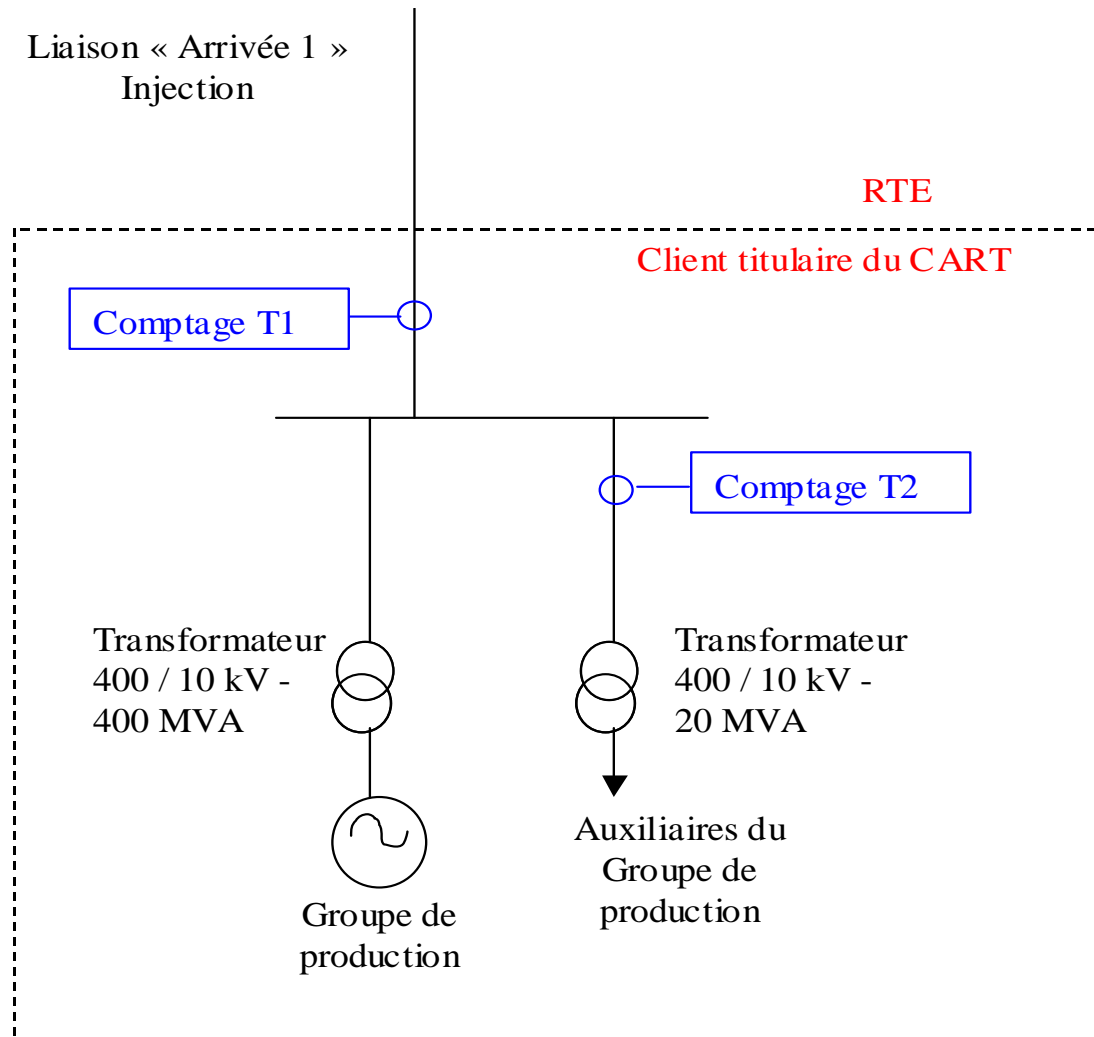 Liaison « Arrivée 1 »
Injection
RTE
Client titulaire du CART
Comptage T1
Comptage T2
Transformateur
400 / 10 kV -
400 MVA
Transformateur
400 / 10 kV -
20 MVA
Groupe de
production
Auxiliaires du
Groupe de
production